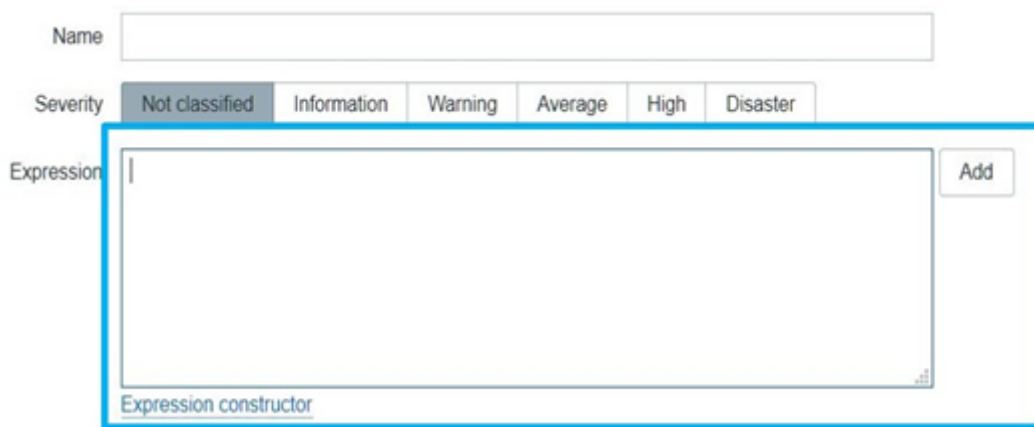 Name
Severity Not classified Information Warning Average High Disaster
Expression Add
Expression constructor